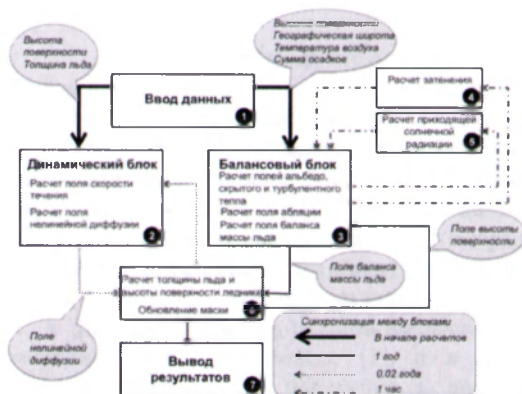 Высота
поверхности
Толщина льда
Высота поверхности
Географическая широта
Температура воздуха
Сумма осадков
Ввод данных
1
Расчет затенения
4
Расчет приходящей
солнечной
радиации
5
Динамический блок
Расчет поля скорости
течения
Расчет поля
нелинейной диффузии
2
Балансовый блок
Расчет полей альбедо,
скрытого и турбулентного
тепла
Расчет поля абляции
Расчет поля баланса
массы льда
3
Поле высоты
поверхности
Поле баланса
массы льда
Расчет толщины льда и
высоты поверхности ледника
Обновление маски
Поле
нелинейной
диффузии
Вывод
результатов
7
Синхронизация между блоками
В начале расчетов
1 год
0.02 года
1 час